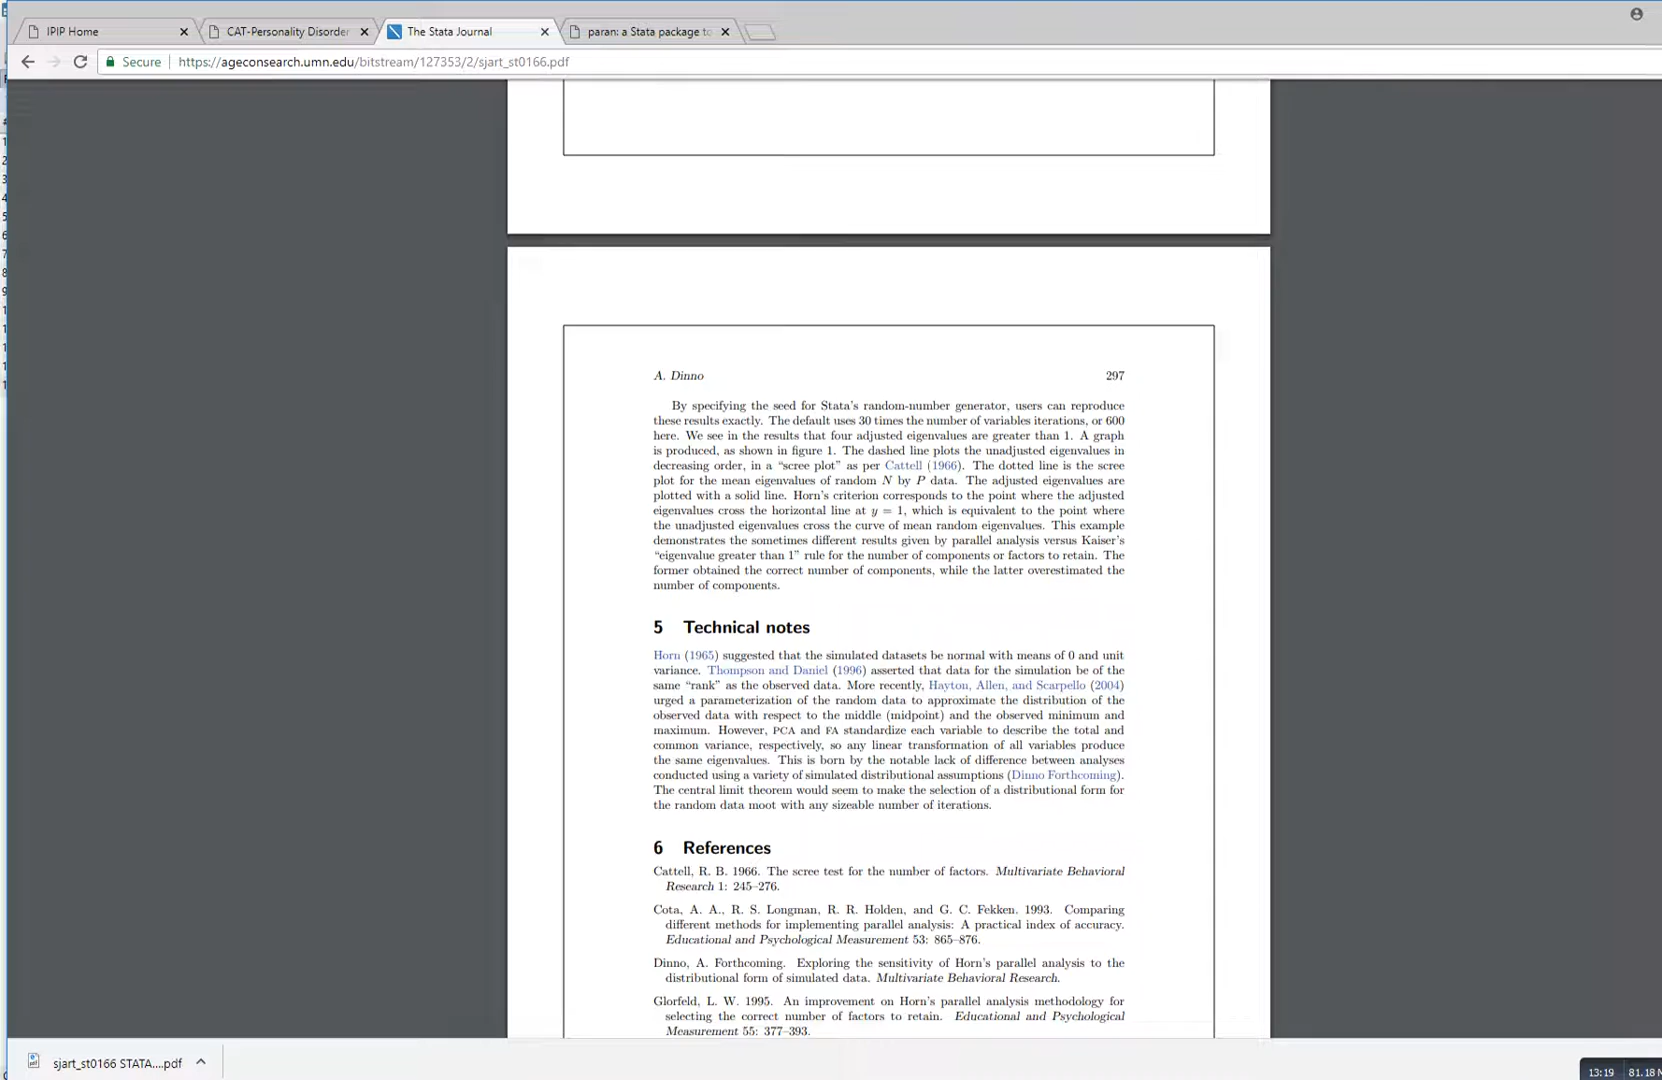 IPIP Home
CAT-Personality Disorder
The Stata Journal
paran: a Stata package to
Secure
https://ageconsearch.umn.edu/bitstream/127353/2/sjart_st0166.pdf
A. Dinno 297
By specifying the seed for Stata's random-number generator, users can reproduce
these results exactly. The default uses 30 times the number of variables iterations, or 600
here. We see in the results that four adjusted eigenvalues are greater than 1. A graph
is produced, as shown in figure 1. The dashed line plots the unadjusted eigenvalues in
decreasing order, in a “scree plot” as per Cattell (1966). The dotted line is the scree
plot for the mean eigenvalues of random N by P data. The adjusted eigenvalues are
plotted with a solid line. Horn's criterion corresponds to the point where the adjusted
eigenvalues cross the horizontal line at y = 1, which is equivalent to the point where
the unadjusted eigenvalues cross the curve of mean random eigenvalues. This example
demonstrates the sometimes different results given by parallel analysis versus Kaiser's
“eigenvalue greater than 1” rule for the number of components or factors to retain. The
former obtained the correct number of components, while the latter overestimated the
number of components.
5 Technical notes
Horn (1965) suggested that the simulated datasets be normal with means of 0 and unit
variance. Thompson and Daniel (1996) asserted that data for the simulation be of the
same “rank” as the observed data. More recently, Hayton, Allen, and Scarpello (2004)
urged a parameterization of the random data to approximate the distribution of the
observed data with respect to the middle (midpoint) and the observed minimum and
maximum. However, PCA and FA standardize each variable to describe the total and
common variance, respectively, so any linear transformation of all variables produce
the same eigenvalues. This is born by the notable lack of difference between analyses
conducted using a variety of simulated distributional assumptions (Dinno Forthcoming).
The central limit theorem would seem to make the selection of a distributional form for
the random data moot with any sizeable number of iterations.
6 References
Cattell, R. B. 1966. The scree test for the number of factors. Multivariate Behavioral
Research 1: 245–276.
Cota, A. A., R. S. Longman, R. R. Holden, and G. C. Fekken. 1993. Comparing
different methods for implementing parallel analysis: A practical index of accuracy.
Educational and Psychological Measurement 53: 865–876.
Dinno, A. Forthcoming. Exploring the sensitivity of Horn's parallel analysis to the
distributional form of simulated data. Multivariate Behavioral Research.
Glorfeld, L. W. 1995. An improvement on Horn's parallel analysis methodology for
selecting the correct number of factors to retain. Educational and Psychological
Measurement 55: 377–393.
sjart_st0166 STATA....pdf
13:19 81.18